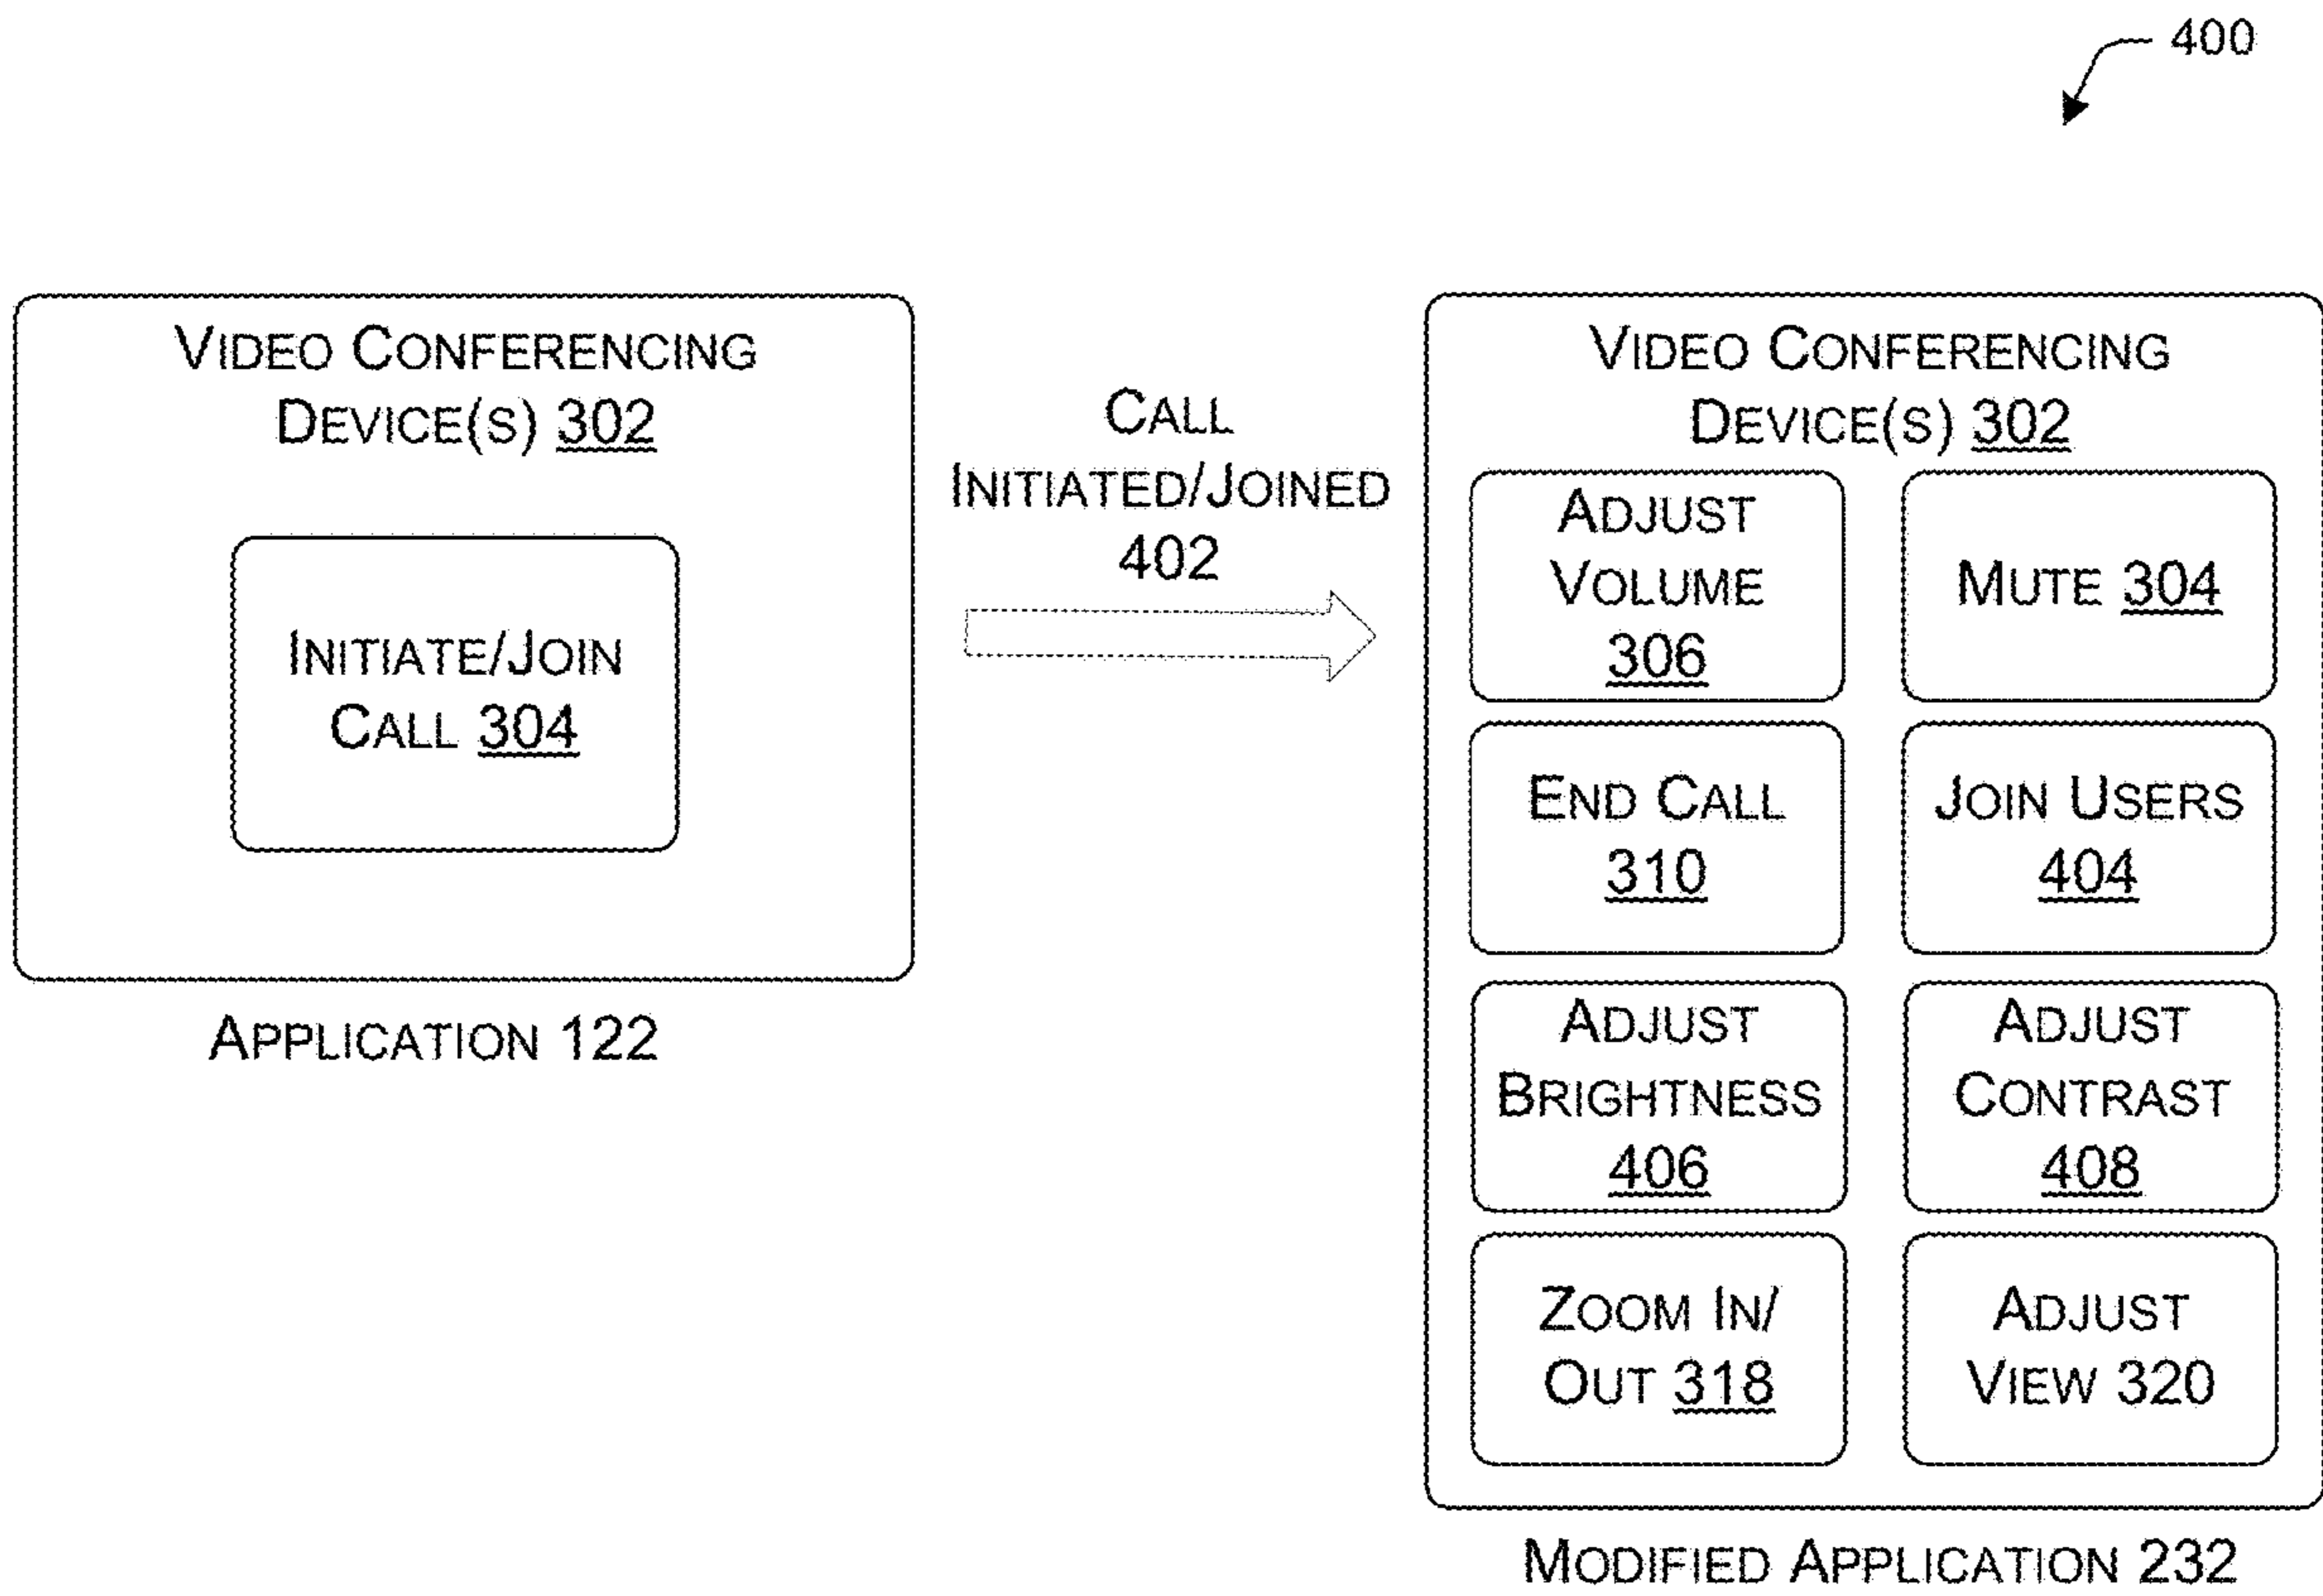 400
VIDEO CONFERENCING
DEVICE(S) 302
INITIATE/JOIN
CALL 304
APPLICATION 122
CALL
INITIATED/JOINED
402
VIDEO CONFERENCING
DEVICE(S) 302
ADJUST
VOLUME
306
MUTE 304
END CALL
310
JOIN USERS
404
ADJUST
BRIGHTNESS
406
ADJUST
CONTRAST
408
ZOOM IN/
OUT 318
ADJUST
VIEW 320
MODIFIED APPLICATION 232